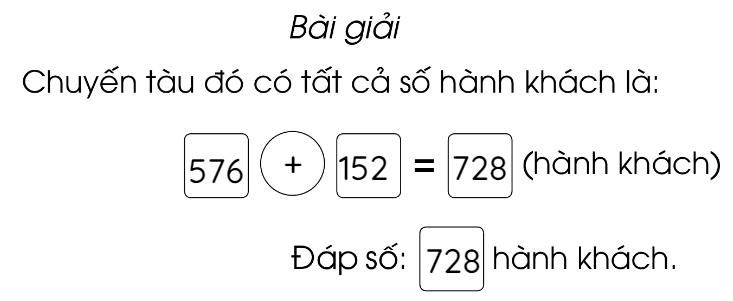 Bài giải
Chuyến tàu đó có tất cả số hành khách là:
576 + 152 = 728 (hành khách)
Đáp số: 728 hành khách.